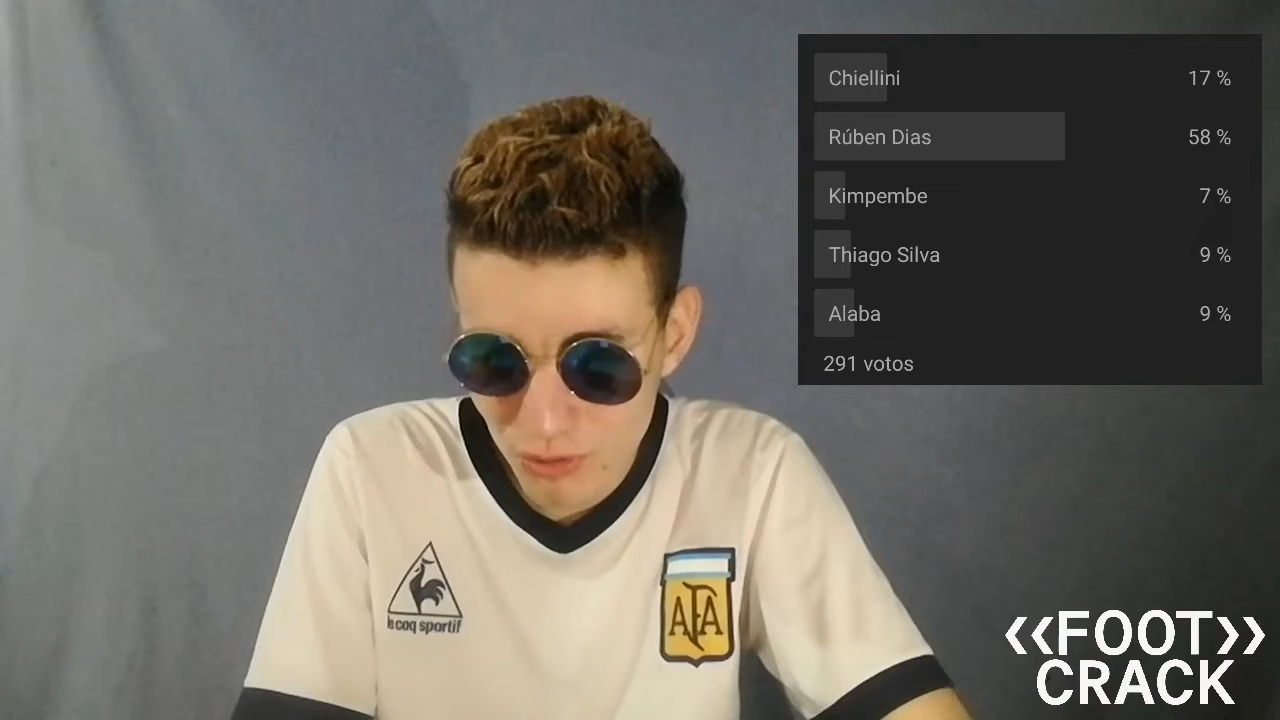 Chiellini 17 %
Rúben Dias 58 %
Kimpembe 7 %
Thiago Silva 9 %
Alaba 9 %
291 votos
le coq sportif
AFA
‹‹FOOT››
CRACK